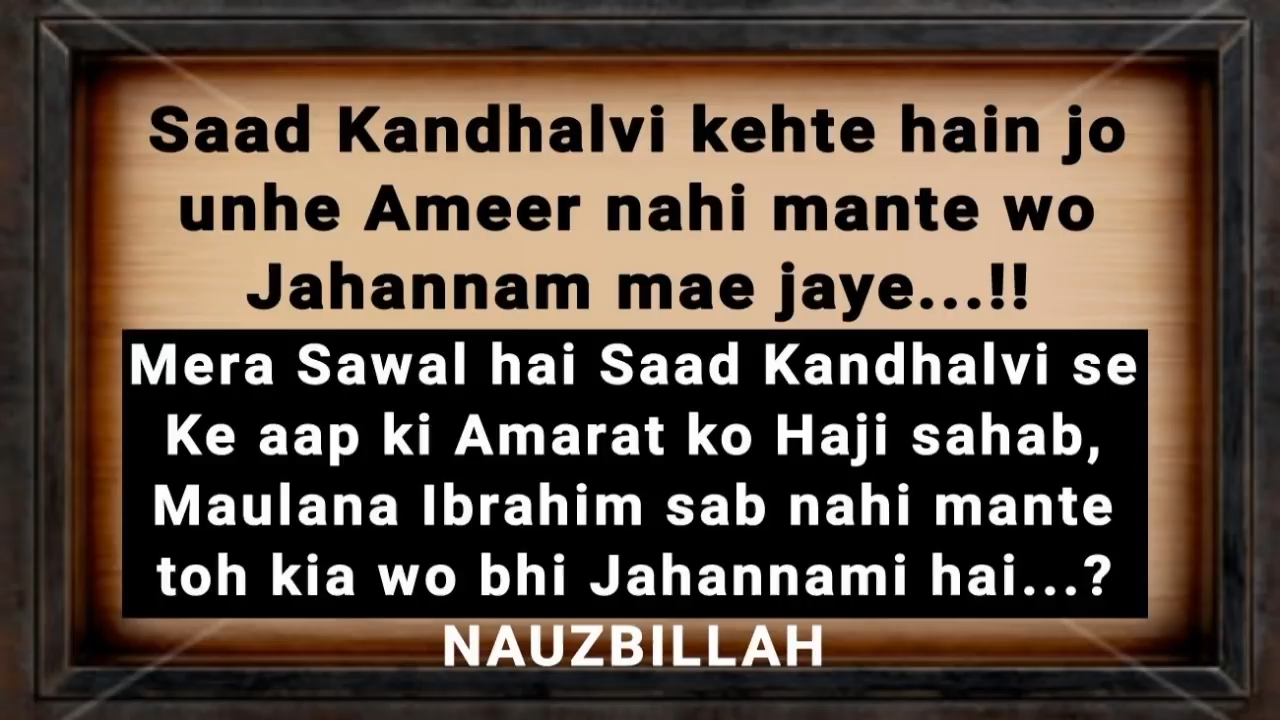 Saad Kandhalvi kehte hain jo
unhe Ameer nahi mante wo
Jahannam mae jaye...!!
Mera Sawal hai Saad Kandhalvi se
Ke aap ki Amarat ko Haji sahab,
Maulana Ibrahim sab nahi mante
toh kia wo bhi Jahannami hai...?
NAUZBILLAH